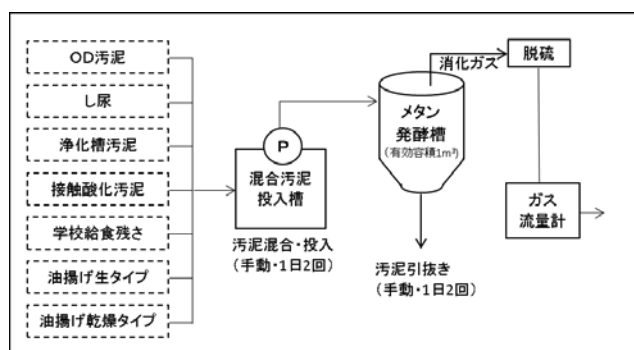 OD汚泥
し尿
浄化槽汚泥
接触酸化汚泥
学校給食残さ
油揚げ生タイプ
油揚げ乾燥タイプ
P
混合汚泥
投入槽
汚泥混合・投入
(手動・1日2回)
消化ガス
メタン
発酵槽
(有効容積1m³)
汚泥引抜き
(手動・1日2回)
脱硫
ガス
流量計